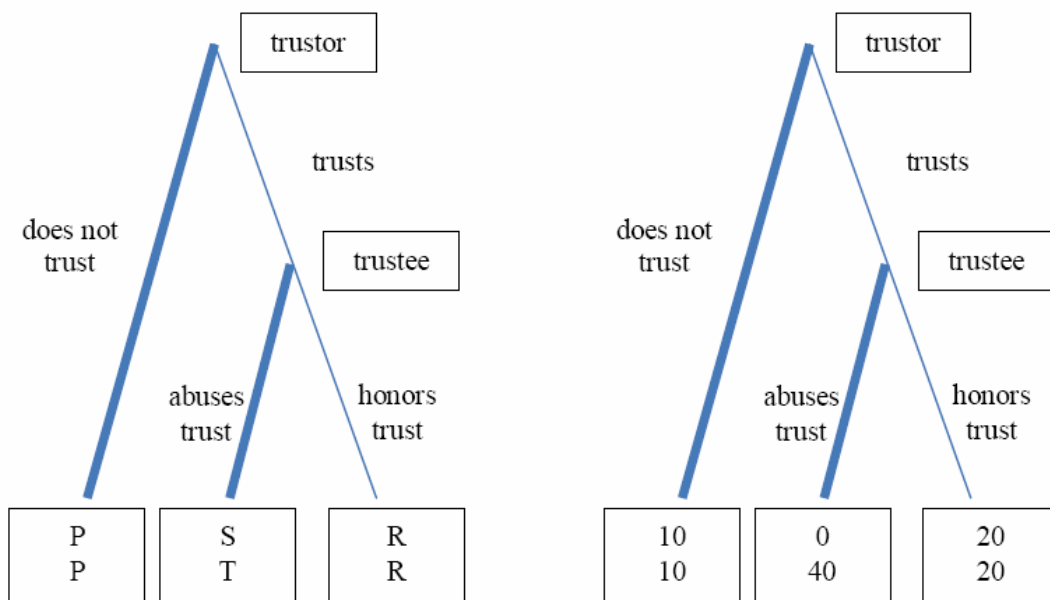 trustor
trusts
does not
trust
trustee
abuses
trust
honors
trust
P
P
S
T
R
R
trustor
trusts
does not
trust
trustee
abuses
trust
honors
trust
10
10
0
40
20
20